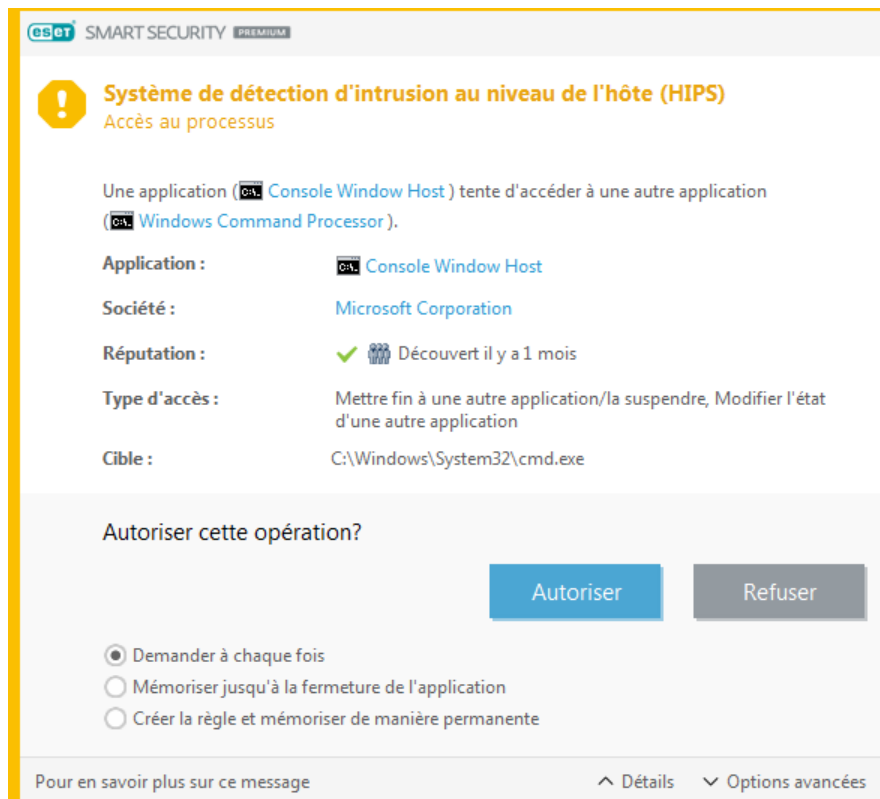 eset SMART SECURITY PREMIUM
Système de détection d'intrusion au niveau de l'hôte (HIPS)
Accès au processus
Une application ( Console Window Host ) tente d'accéder à une autre application
( Windows Command Processor ).
Application : Console Window Host
Société : Microsoft Corporation
Réputation : Découvert il y a 1 mois
Type d'accès : Mettre fin à une autre application/la suspendre, Modifier l'état
d'une autre application
Cible : C:\Windows\System32\cmd.exe
Autoriser cette opération?
Autoriser Refuser
Demander à chaque fois
Mémoriser jusqu'à la fermeture de l'application
Créer la règle et mémoriser de manière permanente
Pour en savoir plus sur ce message Détails Options avancées